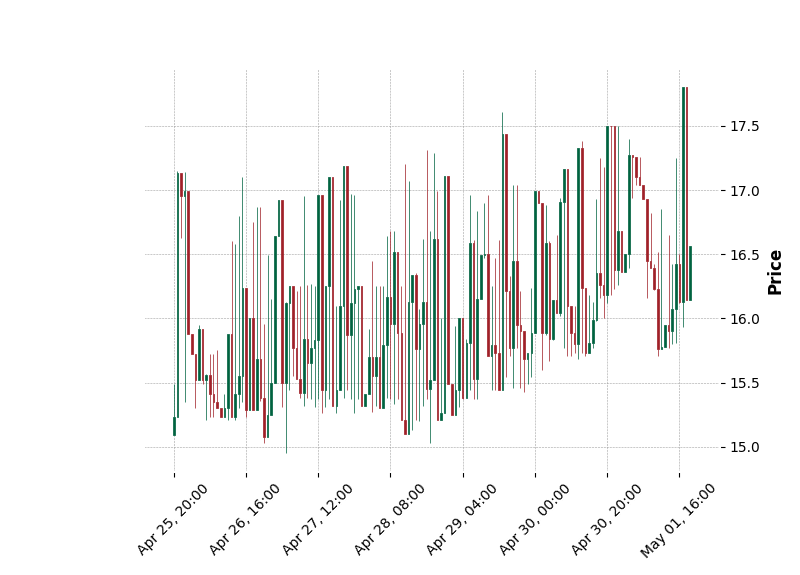 17.5
17.0
16.5
16.0
15.5
15.0
Price
Apr 25, 20:00
Apr 26, 16:00
Apr 27, 12:00
Apr 28, 08:00
Apr 29, 04:00
Apr 30, 00:00
Apr 30, 20:00
May 01, 16:00